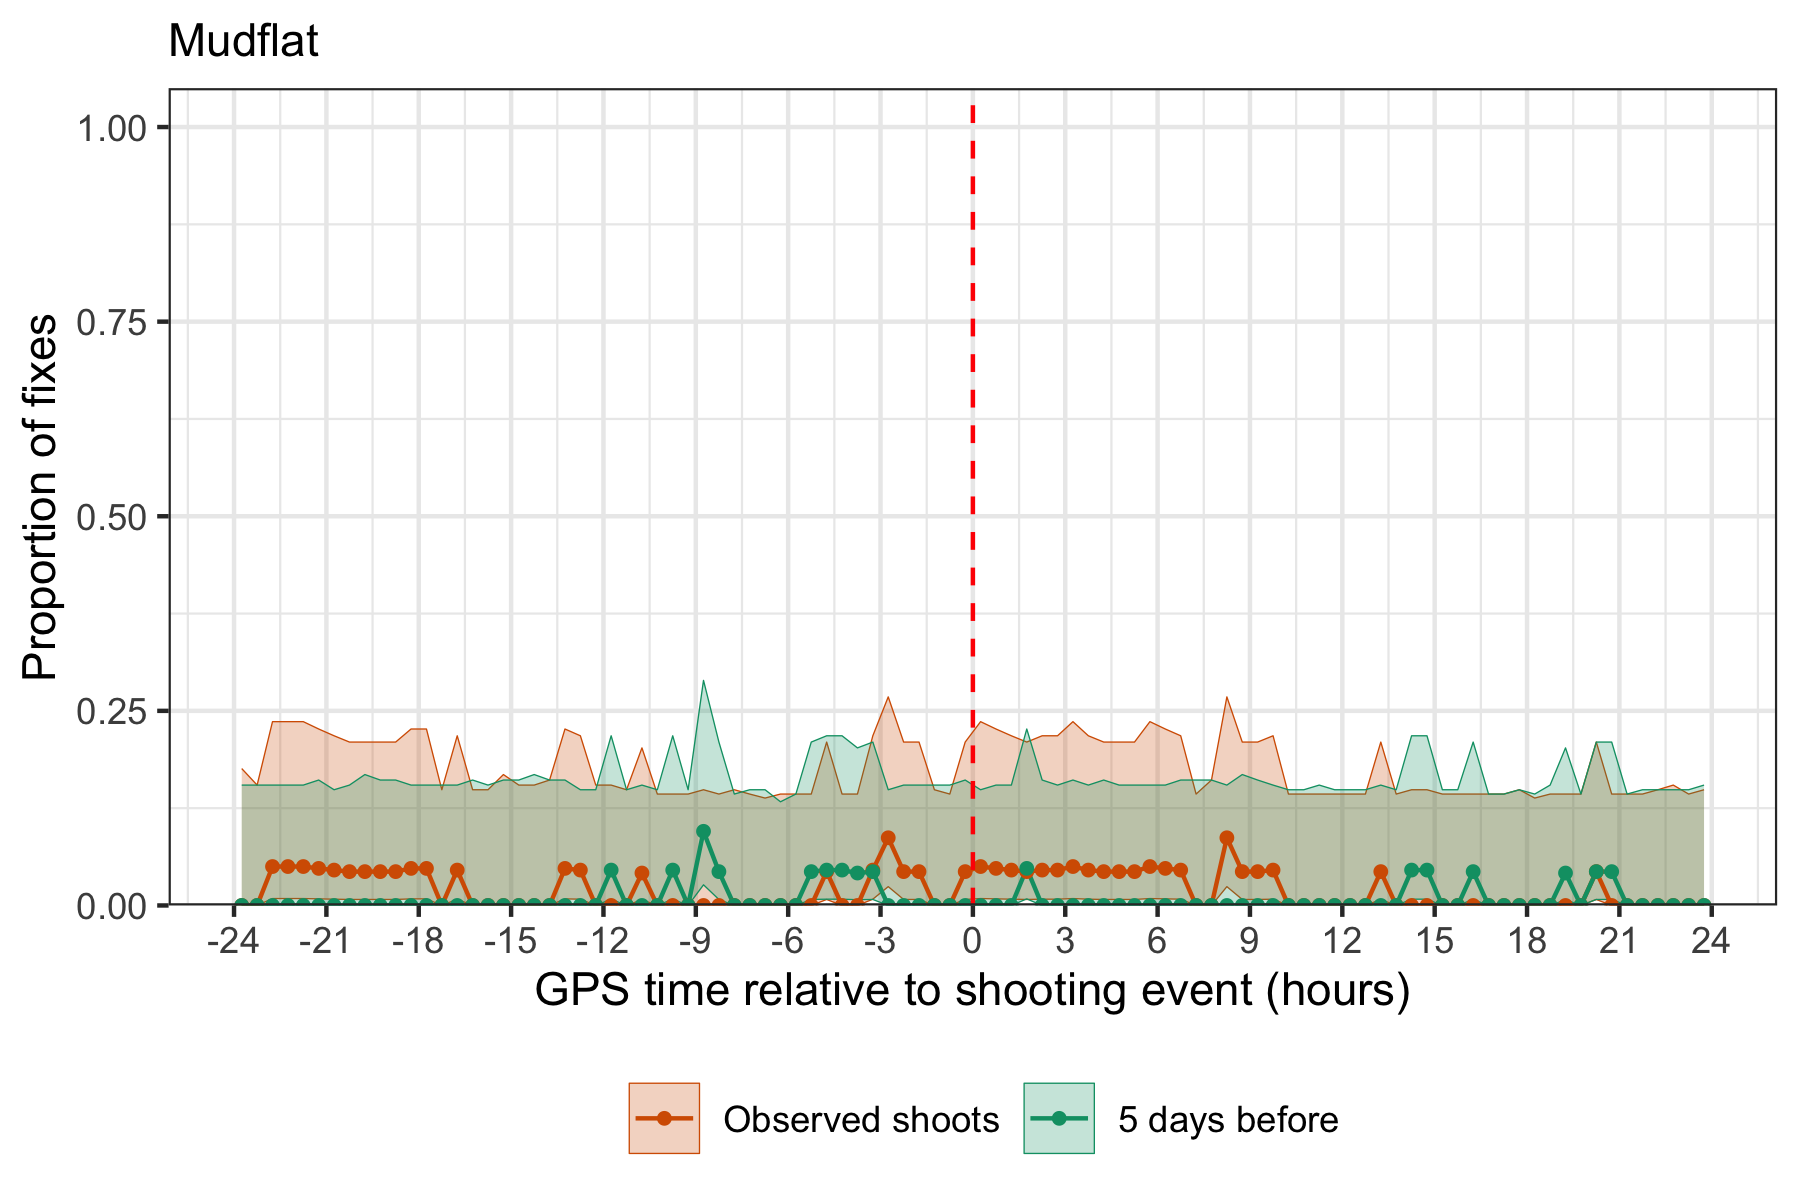 Mudflat
1.00
0.75
0.50
0.25
0.00
Proportion of fixes
-24 -21 -18 -15 -12 -9 -6 -3 0 3 6 9 12 15 18 21 24
GPS time relative to shooting event (hours)
Observed shoots 5 days before